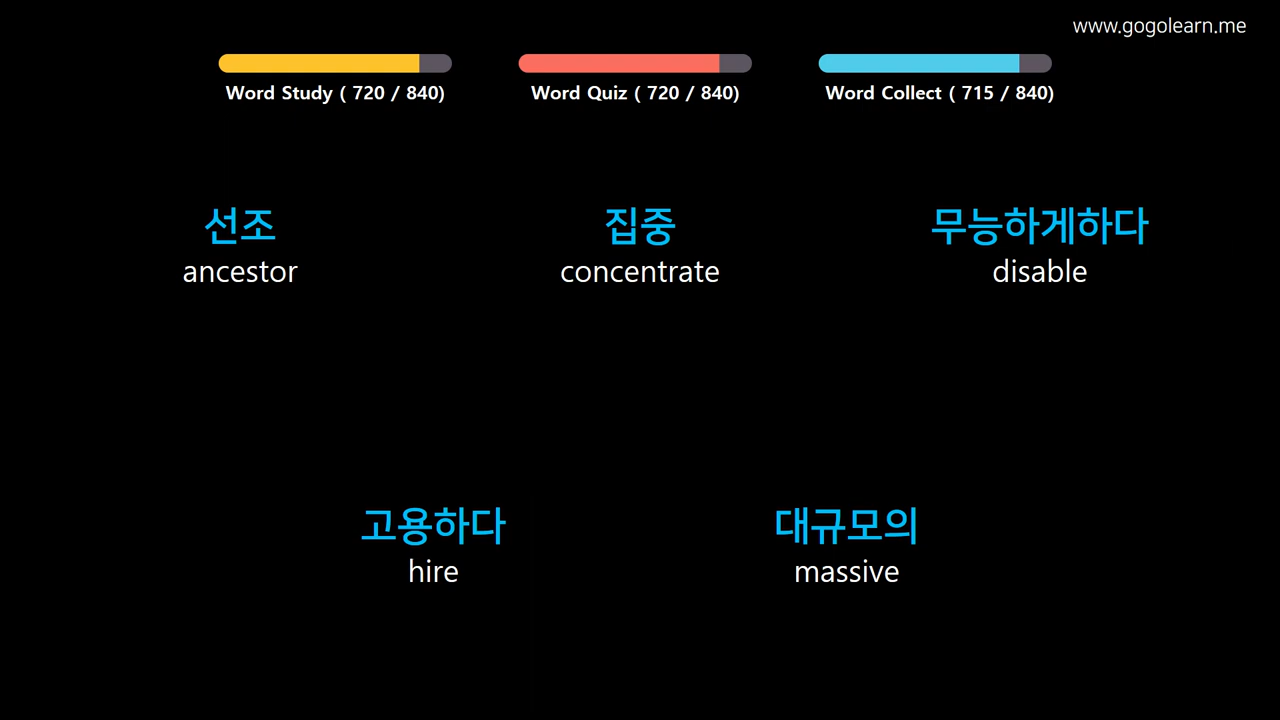 www.gogolearn.me
Word Study ( 720 / 840)
Word Quiz ( 720 / 840)
Word Collect ( 715 / 840)
선조
ancestor
집중
concentrate
무능하게하다
disable
고용하다
hire
대규모의
massive